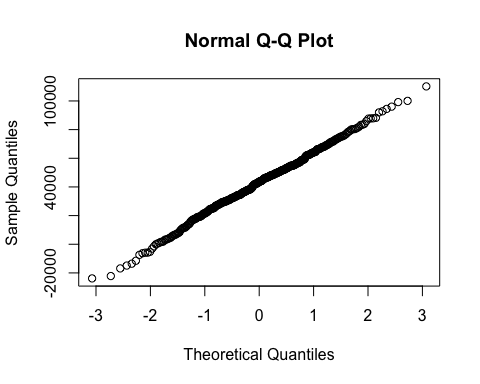 Normal Q-Q Plot
Sample Quantiles
100000
40000
-20000
-3 -2 -1 0 1 2 3
Theoretical Quantiles